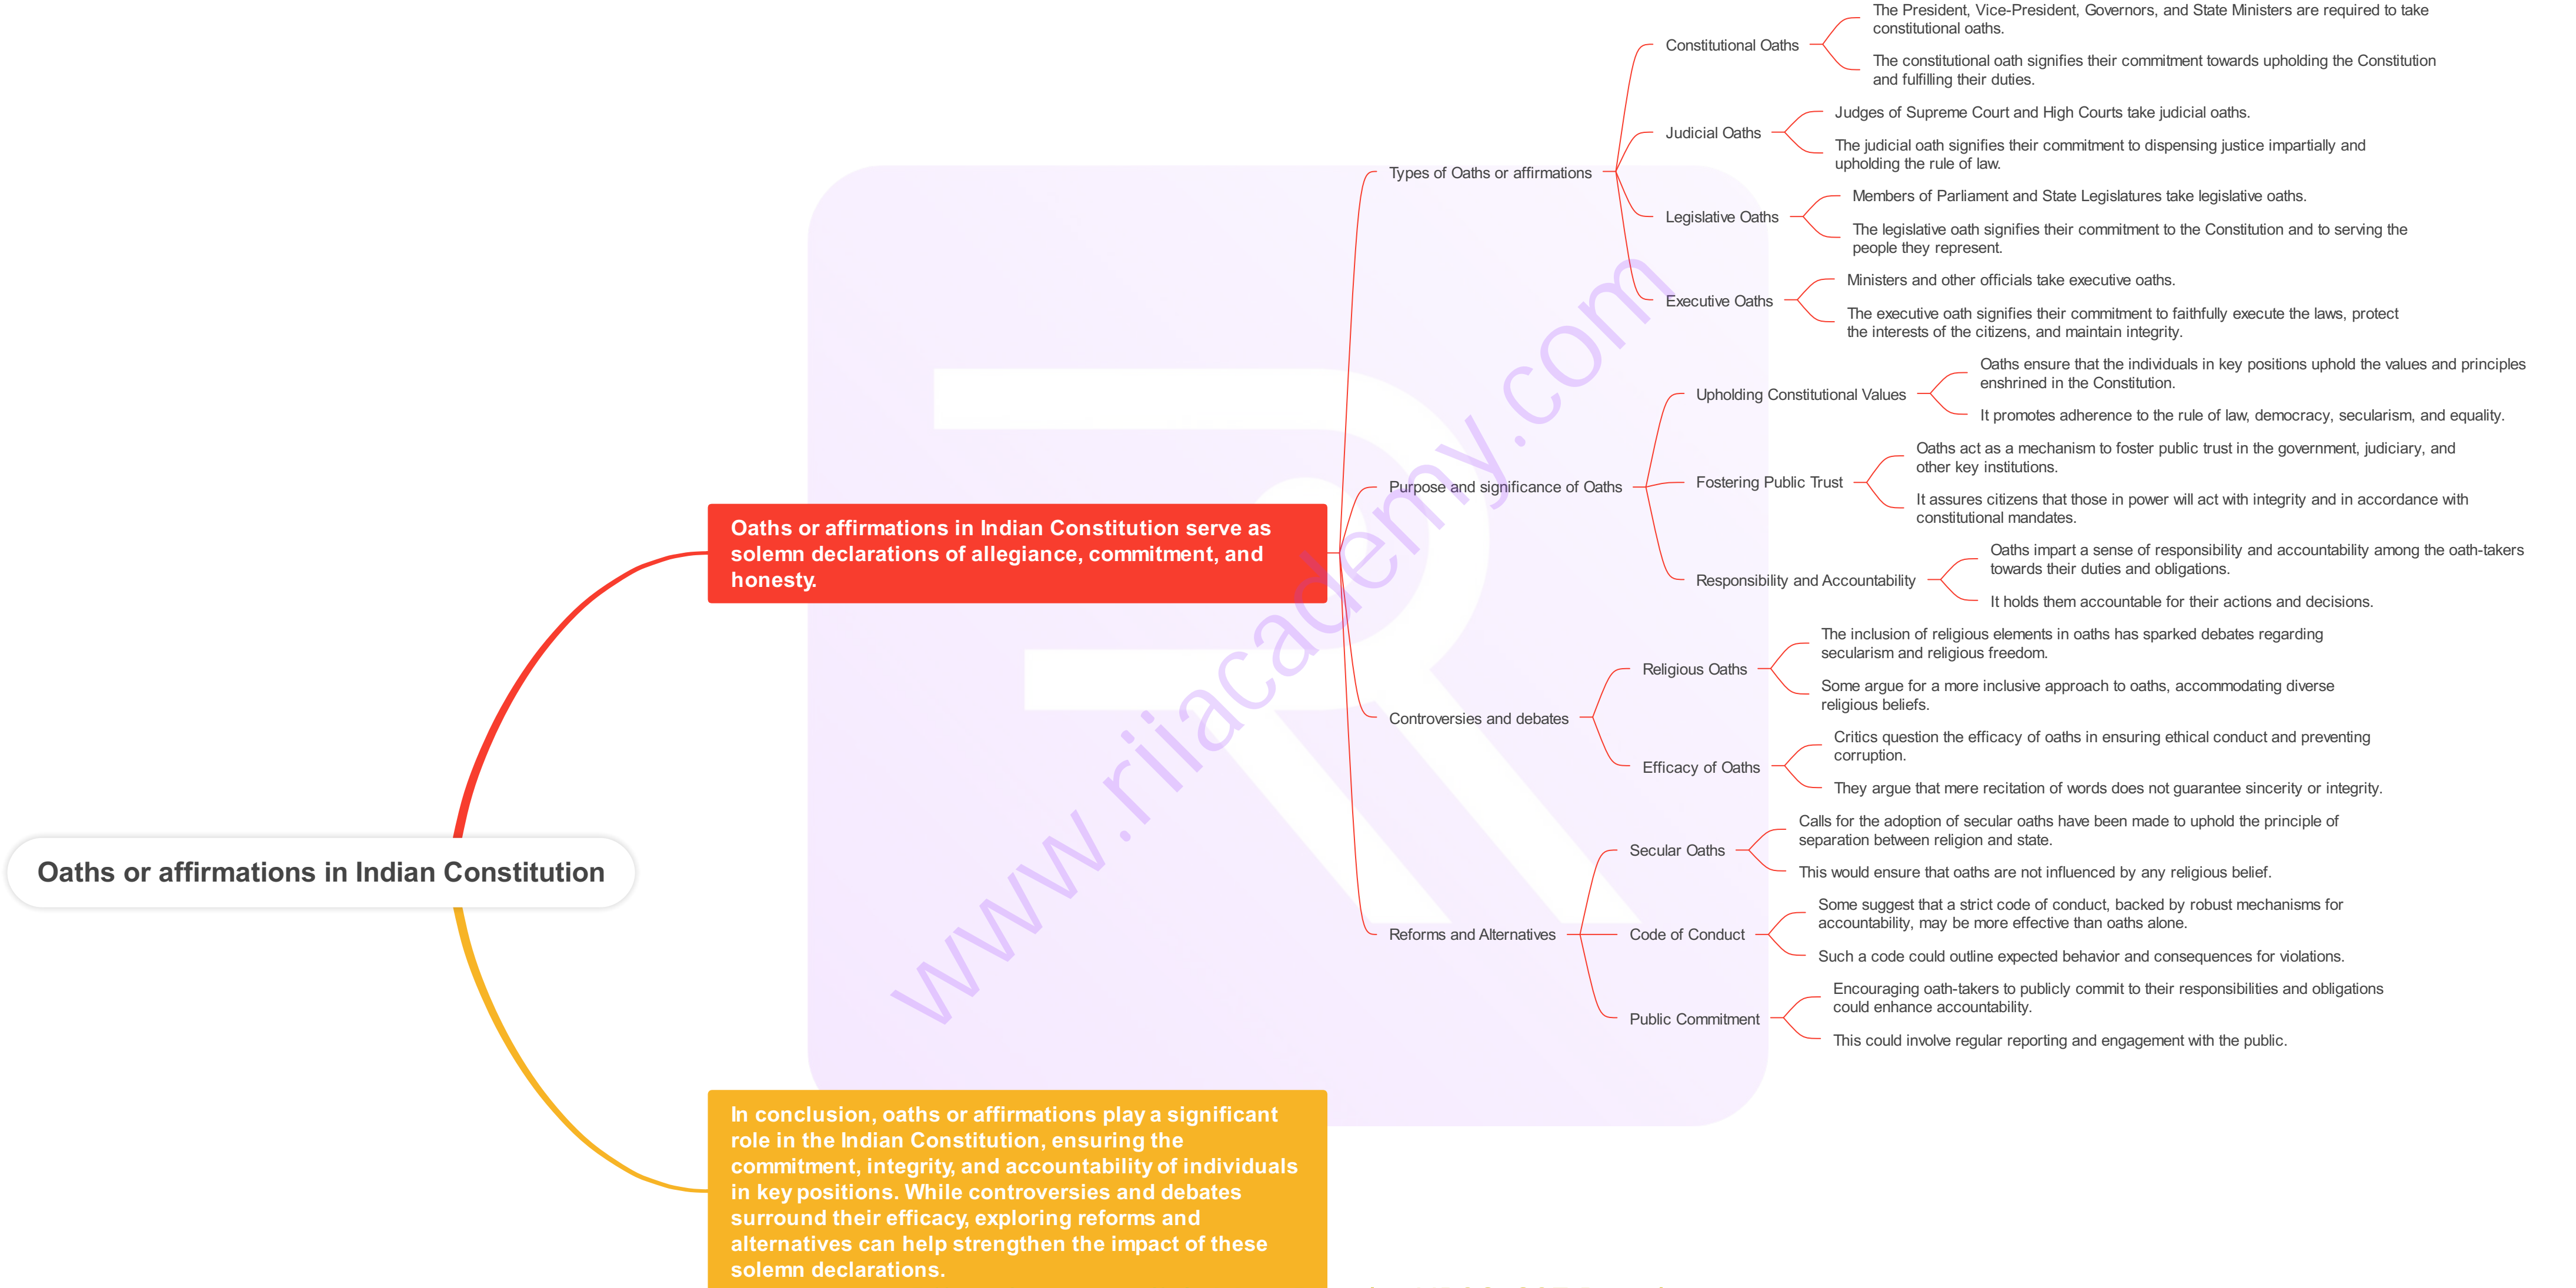 Oaths or affirmations in Indian Constitution
Oaths or affirmations in Indian Constitution serve as
solemn declarations of allegiance, commitment, and
honesty.
Types of Oaths or affirmations
Constitutional Oaths
The President, Vice-President, Governors, and State Ministers are required to take
constitutional oaths.
The constitutional oath signifies their commitment towards upholding the Constitution
and fulfilling their duties.
Judicial Oaths
Judges of Supreme Court and High Courts take judicial oaths.
The judicial oath signifies their commitment to dispensing justice impartially and
upholding the rule of law.
Legislative Oaths
Members of Parliament and State Legislatures take legislative oaths.
The legislative oath signifies their commitment to the Constitution and to serving the
people they represent.
Executive Oaths
Ministers and other officials take executive oaths.
The executive oath signifies their commitment to faithfully execute the laws, protect
the interests of the citizens, and maintain integrity.
Purpose and significance of Oaths
Upholding Constitutional Values
Oaths ensure that the individuals in key positions uphold the values and principles
enshrined in the Constitution.
It promotes adherence to the rule of law, democracy, secularism, and equality.
Fostering Public Trust
Oaths act as a mechanism to foster public trust in the government, judiciary, and
other key institutions.
It assures citizens that those in power will act with integrity and in accordance with
constitutional mandates.
Responsibility and Accountability
Oaths impart a sense of responsibility and accountability among the oath-takers
towards their duties and obligations.
It holds them accountable for their actions and decisions.
Controversies and debates
Religious Oaths
The inclusion of religious elements in oaths has sparked debates regarding
secularism and religious freedom.
Some argue for a more inclusive approach to oaths, accommodating diverse
religious beliefs.
Efficacy of Oaths
Critics question the efficacy of oaths in ensuring ethical conduct and preventing
corruption.
They argue that mere recitation of words does not guarantee sincerity or integrity.
Reforms and Alternatives
Secular Oaths
Calls for the adoption of secular oaths have been made to uphold the principle of
separation between religion and state.
This would ensure that oaths are not influenced by any religious belief.
Code of Conduct
Some suggest that a strict code of conduct, backed by robust mechanisms for
accountability, may be more effective than oaths alone.
Such a code could outline expected behavior and consequences for violations.
Public Commitment
Encouraging oath-takers to publicly commit to their responsibilities and obligations
could enhance accountability.
This could involve regular reporting and engagement with the public.
In conclusion, oaths or affirmations play a significant
role in the Indian Constitution, ensuring the
commitment, integrity, and accountability of individuals
in key positions. While controversies and debates
surround their efficacy, exploring reforms and
alternatives can help strengthen the impact of these
solemn declarations.